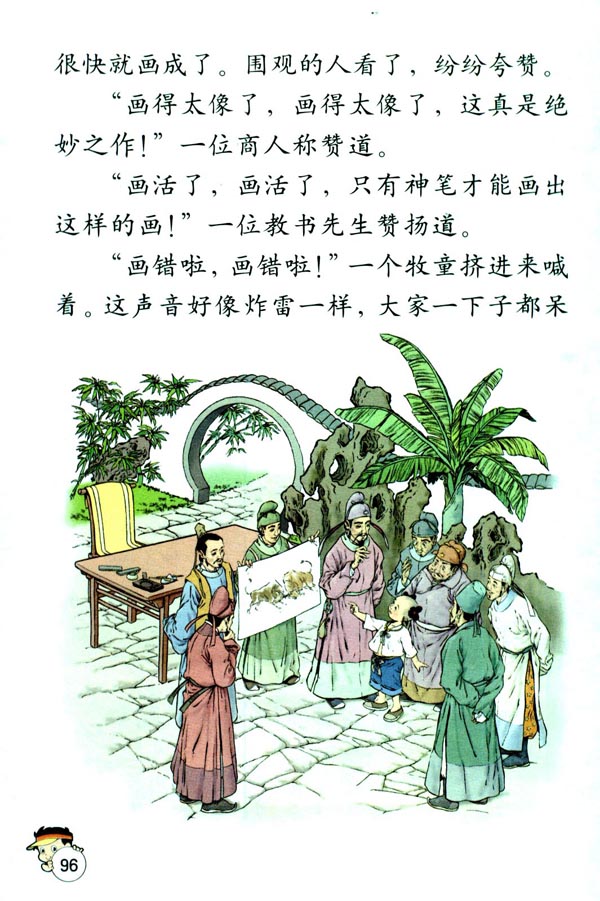 很快就画成了。围观的人看了，纷纷夸赞。
“画得太像了，画得太像了，这真是绝
妙之作！”一位商人称赞道。
“画活了，画活了，只有神笔才能画出
这样的画！”一位教书先生赞扬道。
“画错啦，画错啦！”一个牧童挤进来喊
着。这声音好像炸雷一样，大家一下子都呆
96